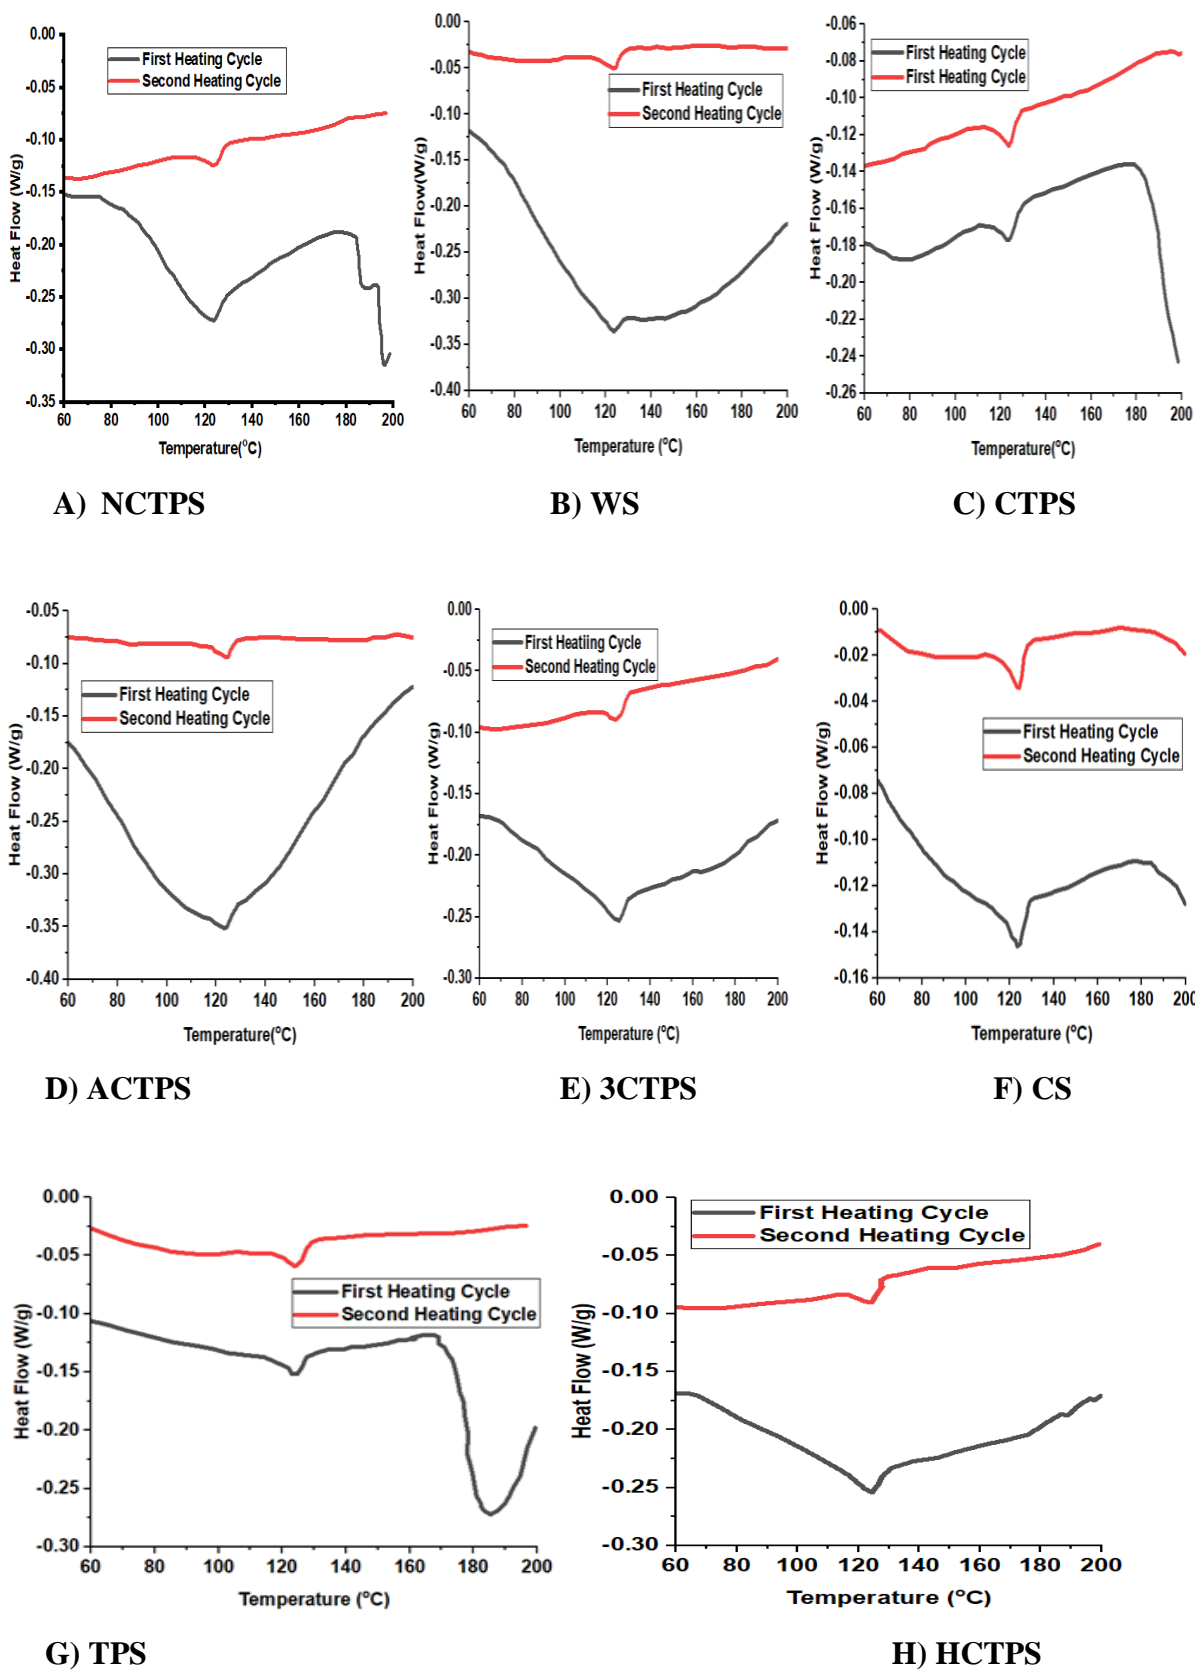 0.00
-0.05
-0.10
-0.15
-0.20
-0.25
-0.30
-0.35
Heat Flow (W/g)
First Heating Cycle
Second Heating Cycle
60 80 100 120 140 160 180 200
Temperature(°C)
A) NCTPS
0.00
-0.05
-0.10
-0.15
-0.20
-0.25
-0.30
-0.35
-0.40
Heat Flow(W/g)
First Heating Cycle
Second Heating Cycle
60 80 100 120 140 160 180 200
Temperature (°C)
B) WS
-0.06
-0.08
-0.10
-0.12
-0.14
-0.16
-0.18
-0.20
-0.22
-0.24
-0.26
Heat Flow (W/g)
First Heating Cycle
First Heating Cycle
60 80 100 120 140 160 180 200
Temperature(°C)
C) CTPS
-0.05
-0.10
-0.15
-0.20
-0.25
-0.30
-0.35
-0.40
Heat Flow (W/g)
First Heating Cycle
Second Heating Cycle
60 80 100 120 140 160 180 200
Temperature(°C)
D) ACTPS
0.00
-0.05
-0.10
-0.15
-0.20
-0.25
-0.30
Heat Flow (W/g)
First Heatiing Cycle
Second Heating Cycle
60 80 100 120 140 160 180 200
Temperature (°C)
E) 3CTPS
0.00
-0.02
-0.04
-0.06
-0.08
-0.10
-0.12
-0.14
-0.16
Heat Flow (W/g)
First Heating Cycle
Second Heating Cycle
60 80 100 120 140 160 180 200
Temperature (°C)
F) CS
0.00
-0.05
-0.10
-0.15
-0.20
-0.25
-0.30
Heat Flow (W/g)
First Heating Cycle
Second Heating Cycle
60 80 100 120 140 160 180 200
Temperature (°C)
G) TPS
0.00
-0.05
-0.10
-0.15
-0.20
-0.25
-0.30
Heat Flow (W/g)
First Heating Cycle
Second Heating Cycle
60 80 100 120 140 160 180 200
Temperature (°C)
H) HCTPS